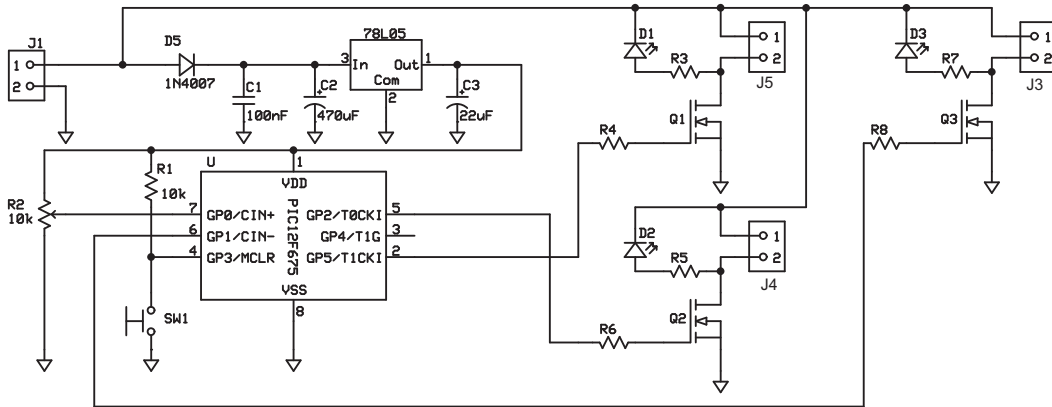 J1
1
2
D5
1N4007
C1
100nF
C2
470uF
78L05
3
In
Out
1
Com
2
C3
22uF
D1
R3
1
2
J5
Q1
R4
D3
R7
1
2
J3
Q3
R8
R2
10k
R1
10k
U
1
VDD
PIC12F675
7
GP0/CIN+
6
GP1/CIN-
4
GP3/MCLR
GP2/T0CKI
5
GP4/T1G
3
GP5/T1CKI
2
VSS
8
SW1
D2
R5
1
2
J4
Q2
R6